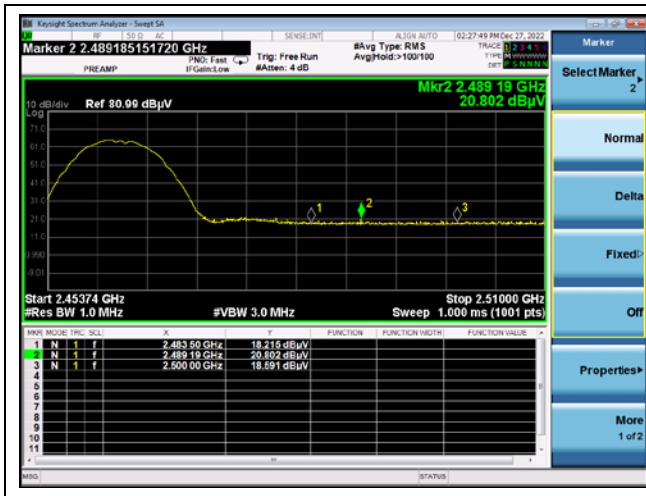 Keysight Spectrum Analyzer - Swept SA
RF 50 Ω AC SENSE:INT ALIGN AUTO 02:27:49 PM Dec 27, 2022
Marker 2 2.489185151720 GHz
PREAMP
PNO: Fast
IFGain:Low
Trig: Free Run
#Atten: 4 dB
#Avg Type: RMS
Avg|Hold:>100/100
TRACE 1 2 3 4 5 6
TYPE M
DET P S N N N N
Mkr2 2.489 19 GHz
20.802 dBµV
10 dB/div Ref 80.99 dBµV
Log
71.0
61.0
51.0
41.0
31.0
21.0
11.0
0.990
-9.01
1
2
3
Start 2.45374 GHz Stop 2.51000 GHz
#Res BW 1.0 MHz #VBW 3.0 MHz Sweep 1.000 ms (1001 pts)
MKR MODE TRC SCL X Y FUNCTION FUNCTION WIDTH FUNCTION VALUE
1 N 1 f 2.483 50 GHz 18.215 dBµV
2 N 1 f 2.489 19 GHz 20.802 dBµV
3 N 1 f 2.500 00 GHz 18.591 dBµV
4
5
6
7
8
9
10
11
MSG STATUS
Marker
Select Marker
2
Normal
Delta
Fixed
Off
Properties
More
1 of 2